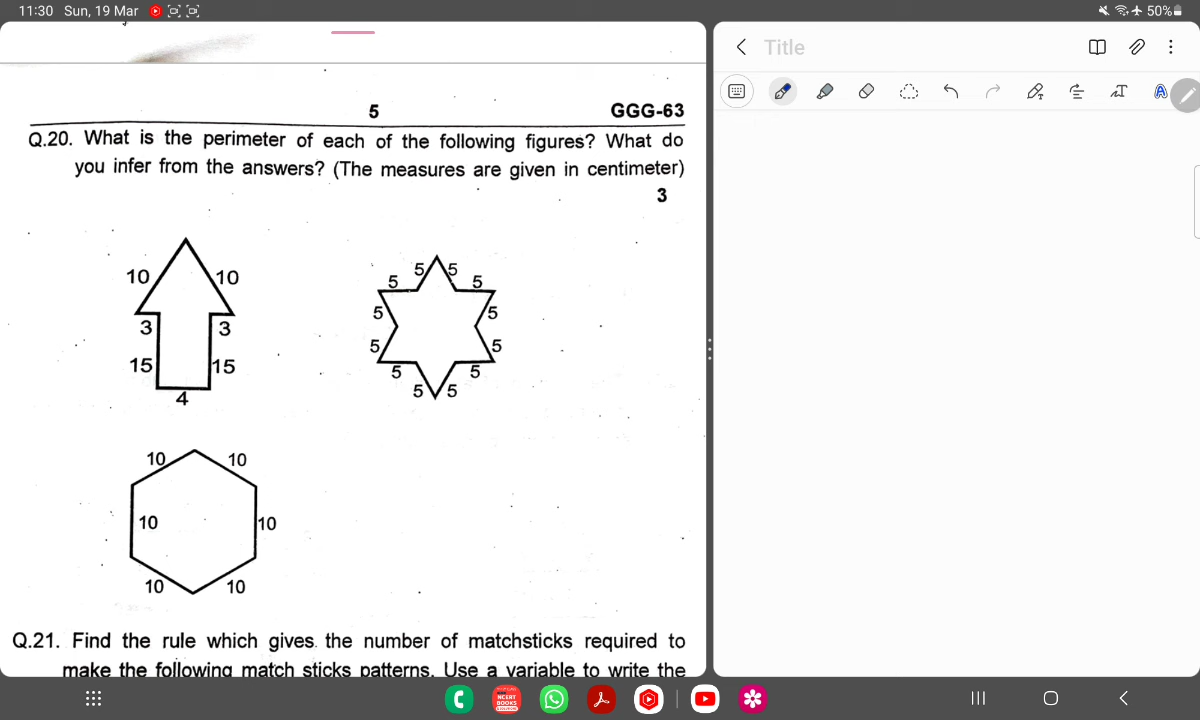 11:30 Sun, 19 Mar
50%
Title
5 GGG-63
Q.20. What is the perimeter of each of the following figures? What do
you infer from the answers? (The measures are given in centimeter)
3
10 10
3 3
15 15
4
5 5
5 5
5 5
5 5
5 5
5 5
10 10
10 10
10 10
Q.21. Find the rule which gives. the number of matchsticks required to
make the following match sticks patterns. Use a variable to write the
NCERT
BOOKS